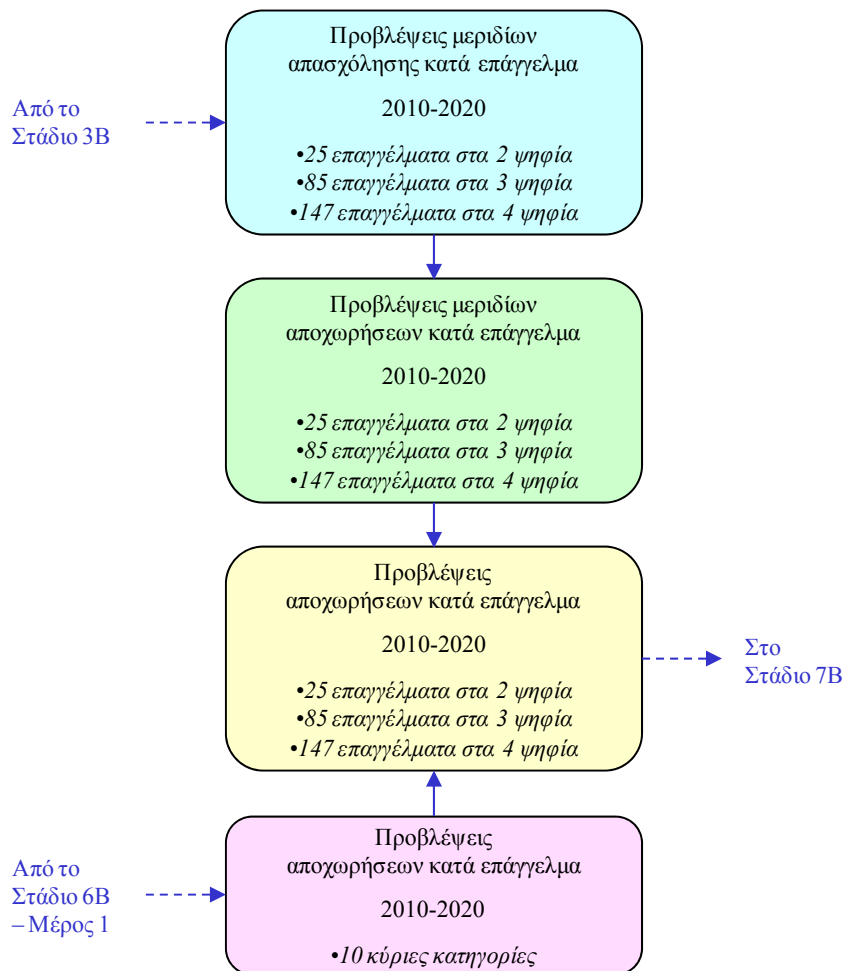 Προβλέψεις μεριδίων
απασχόλησης κατά επάγγελμα
2010-2020
•25 επαγγέλματα στα 2 ψηφία
•85 επαγγέλματα στα 3 ψηφία
•147 επαγγέλματα στα 4 ψηφία
Από το
Στάδιο 3Β
Προβλέψεις μεριδίων
αποχωρήσεων κατά επάγγελμα
2010-2020
•25 επαγγέλματα στα 2 ψηφία
•85 επαγγέλματα στα 3 ψηφία
•147 επαγγέλματα στα 4 ψηφία
Προβλέψεις
αποχωρήσεων κατά επάγγελμα
2010-2020
•25 επαγγέλματα στα 2 ψηφία
•85 επαγγέλματα στα 3 ψηφία
•147 επαγγέλματα στα 4 ψηφία
Στο
Στάδιο 7Β
Προβλέψεις
αποχωρήσεων κατά επάγγελμα
2010-2020
•10 κύριες κατηγορίες
Από το
Στάδιο 6Β
– Μέρος 1